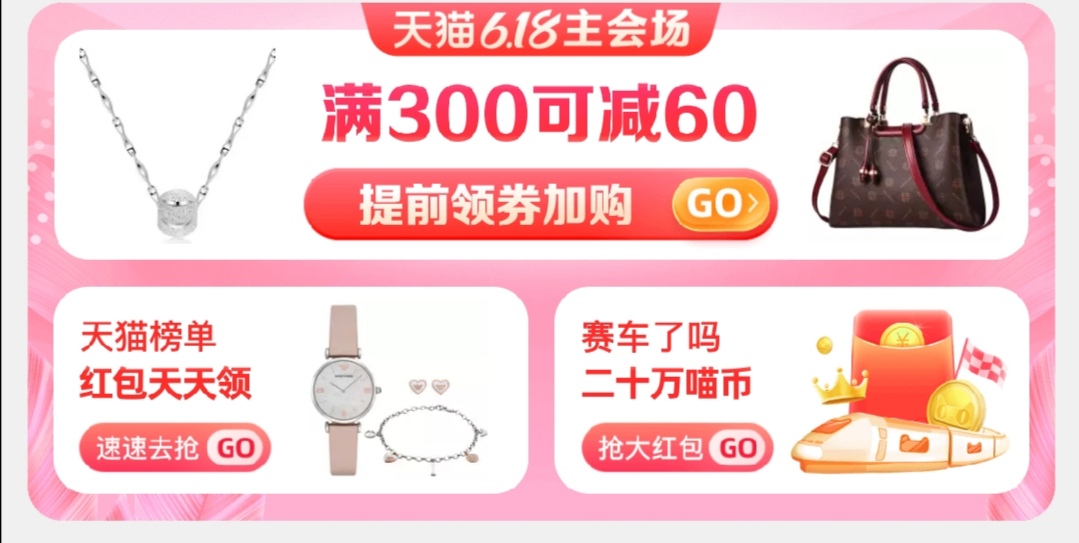 天猫6.18主会场
满300可减60
提前领券加购 GO>
天猫榜单
红包天天领
速速去抢 GO
赛车了吗
二十万喵币
抢大红包 GO
¥